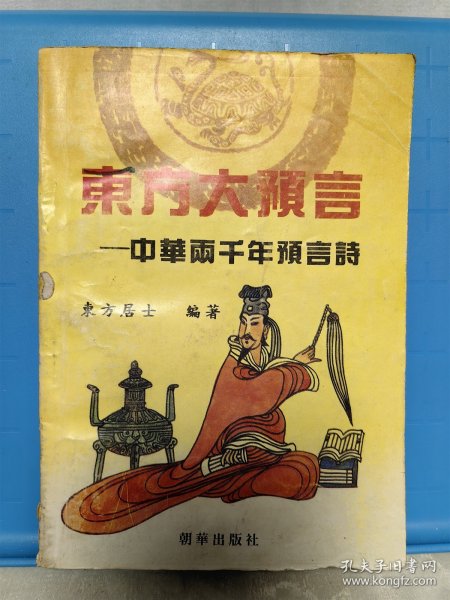 東方大預言
—中華兩千年預言詩
東方居士 編著
朝華出版社
孔夫子旧书网
www.kongfz.com